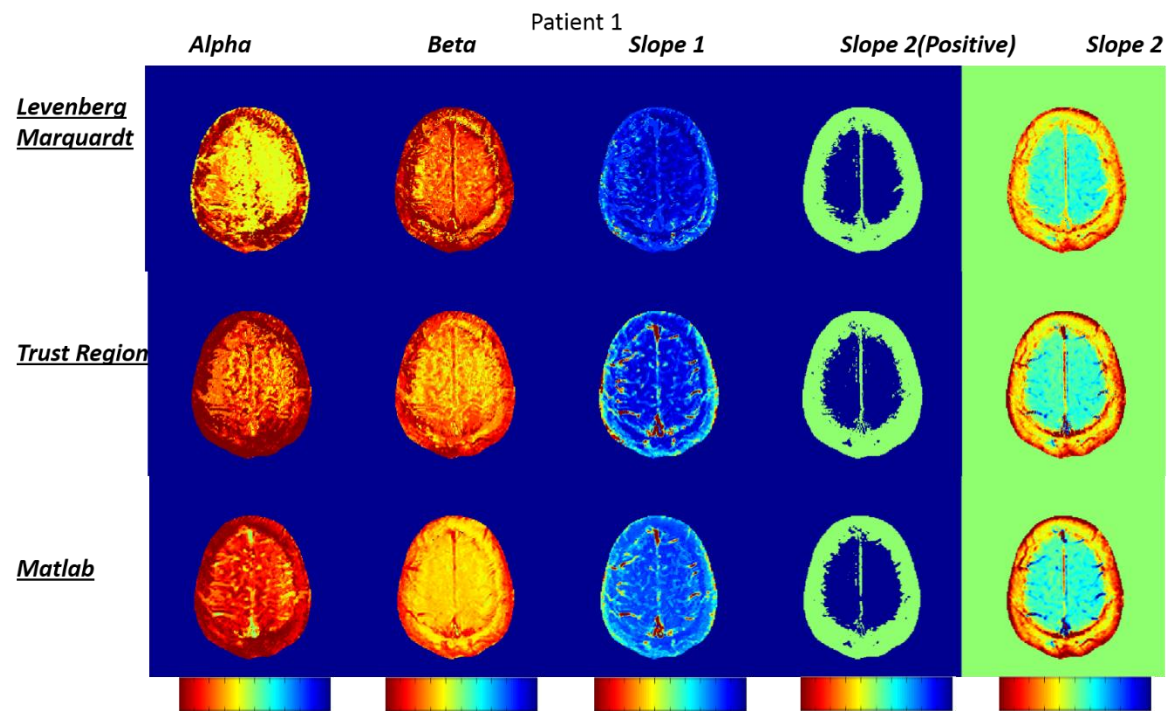 Patient 1
Alpha Beta Slope 1 Slope 2(Positive) Slope 2
Levenberg
Marquardt
Trust Region
Matlab